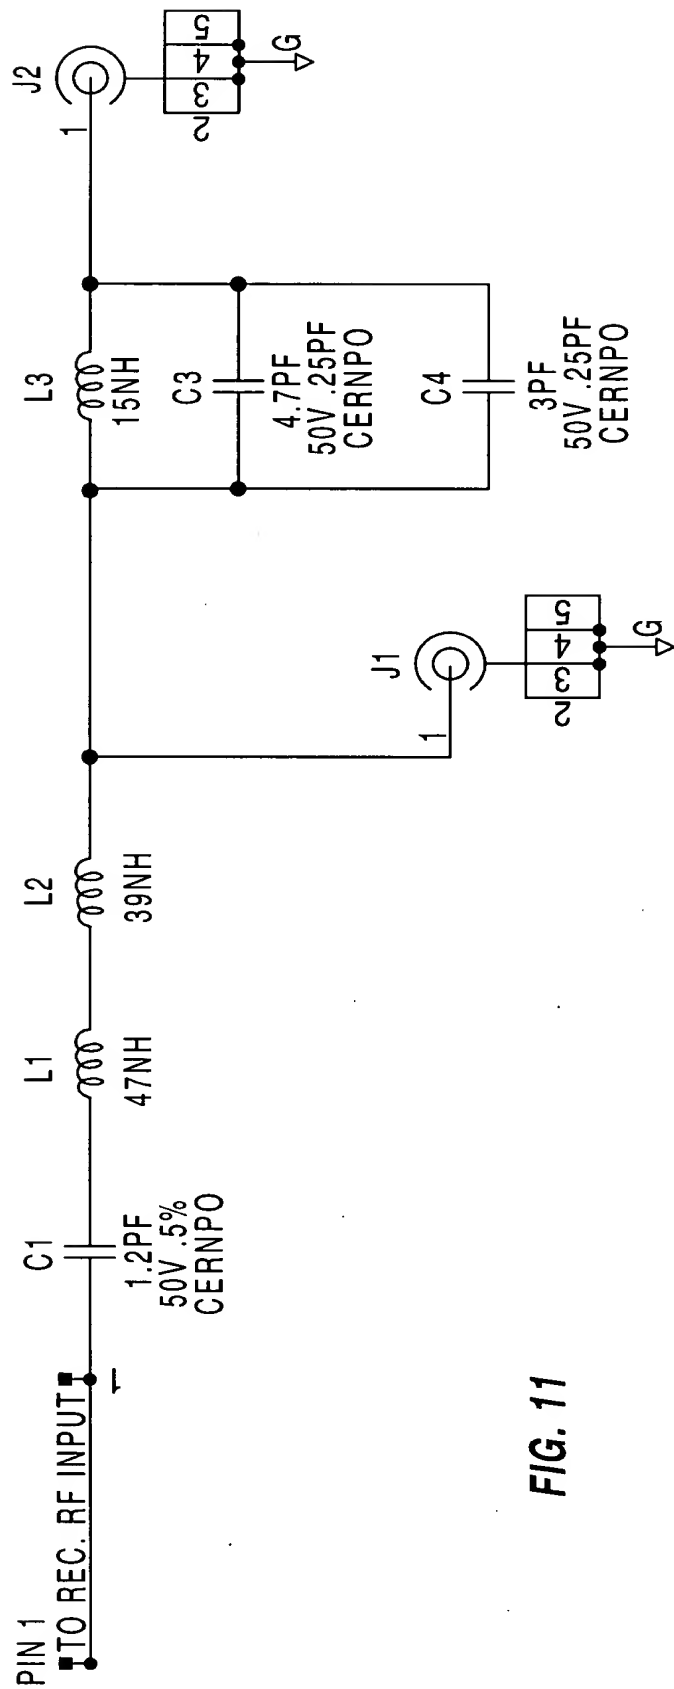 PIN 1
TO REC. RF INPUT
1
C1
1.2PF
50V .5%
CERNPO
L1
47NH
L2
39NH
1
J1
2
3
4
5
G
L3
15NH
C3
4.7PF
50V .25PF
CERNPO
C4
3PF
50V .25PF
CERNPO
1
J2
2
3
4
5
G
FIG. 11